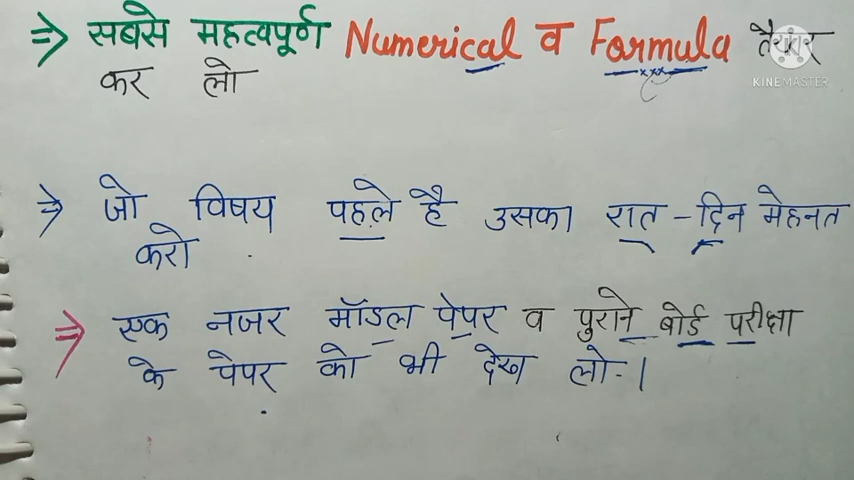 ⇒ सबसे महत्वपूर्ण Numerical व Formula तैयार
कर लो
KINEMASTER
⇒ जो विषय पहले है उसका रात - दिन मेहनत
करो
⇒ एक नजर मॉडल पेपर व पुराने बोर्ड परीक्षा
के पेपर को भी देख लो-।